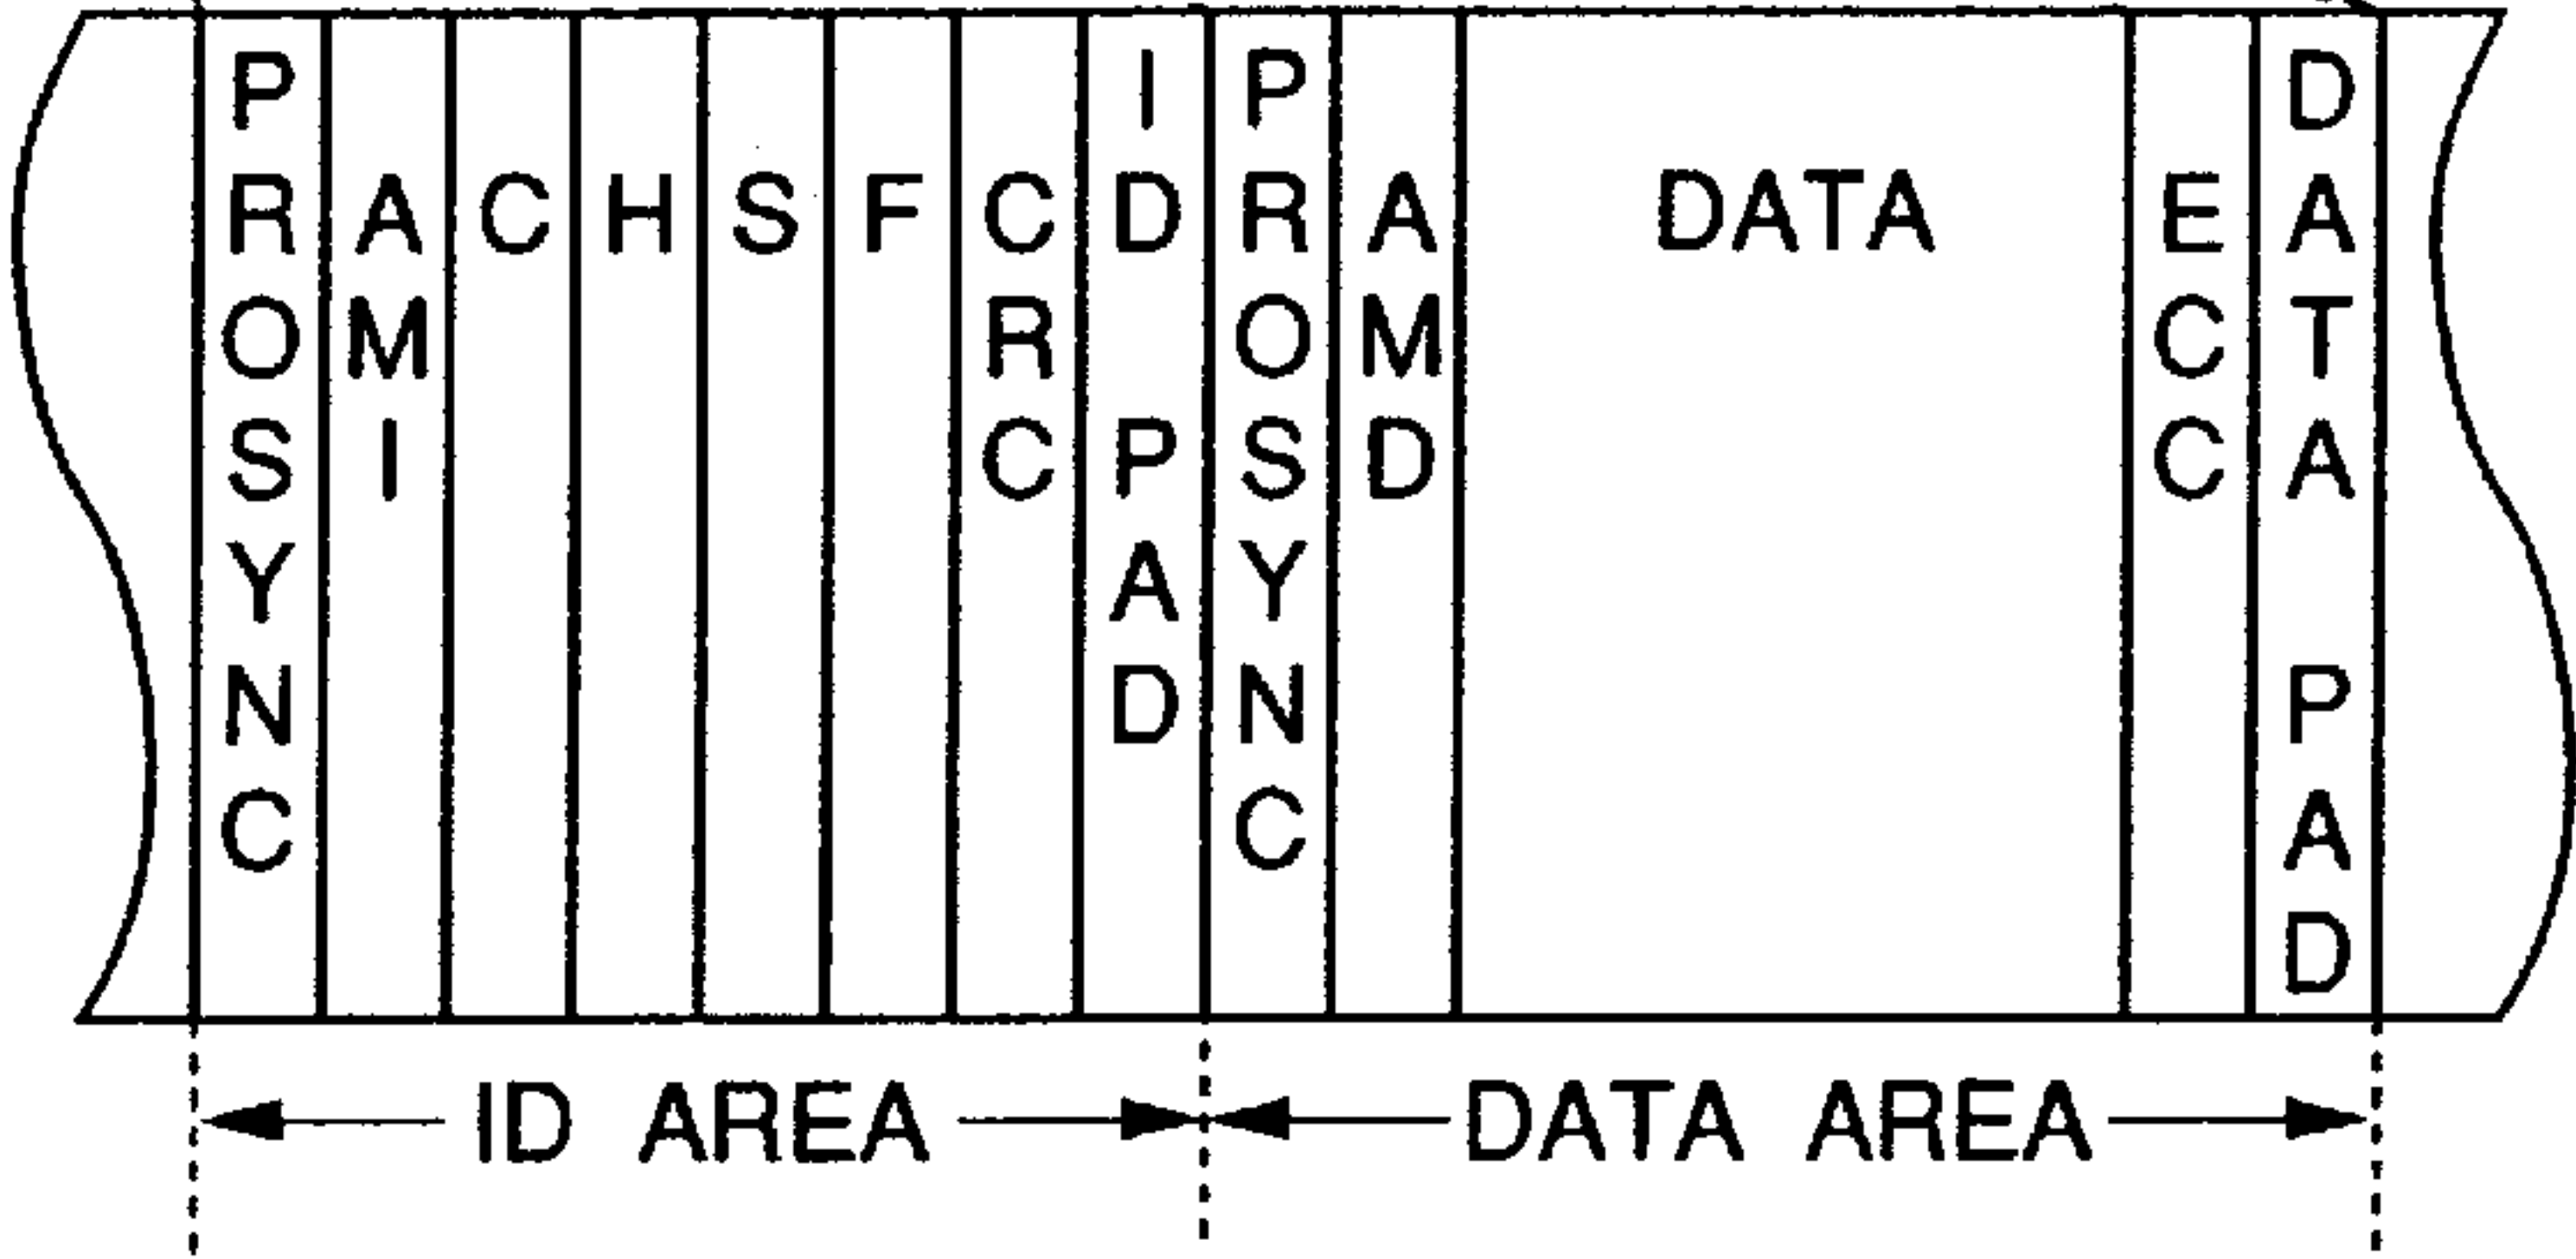 PROSYNC
AMI
C
H
S
F
CRC
ID PAD
PROSYNC
AMD
DATA
ECC
DATA PAD
ID AREA
DATA AREA